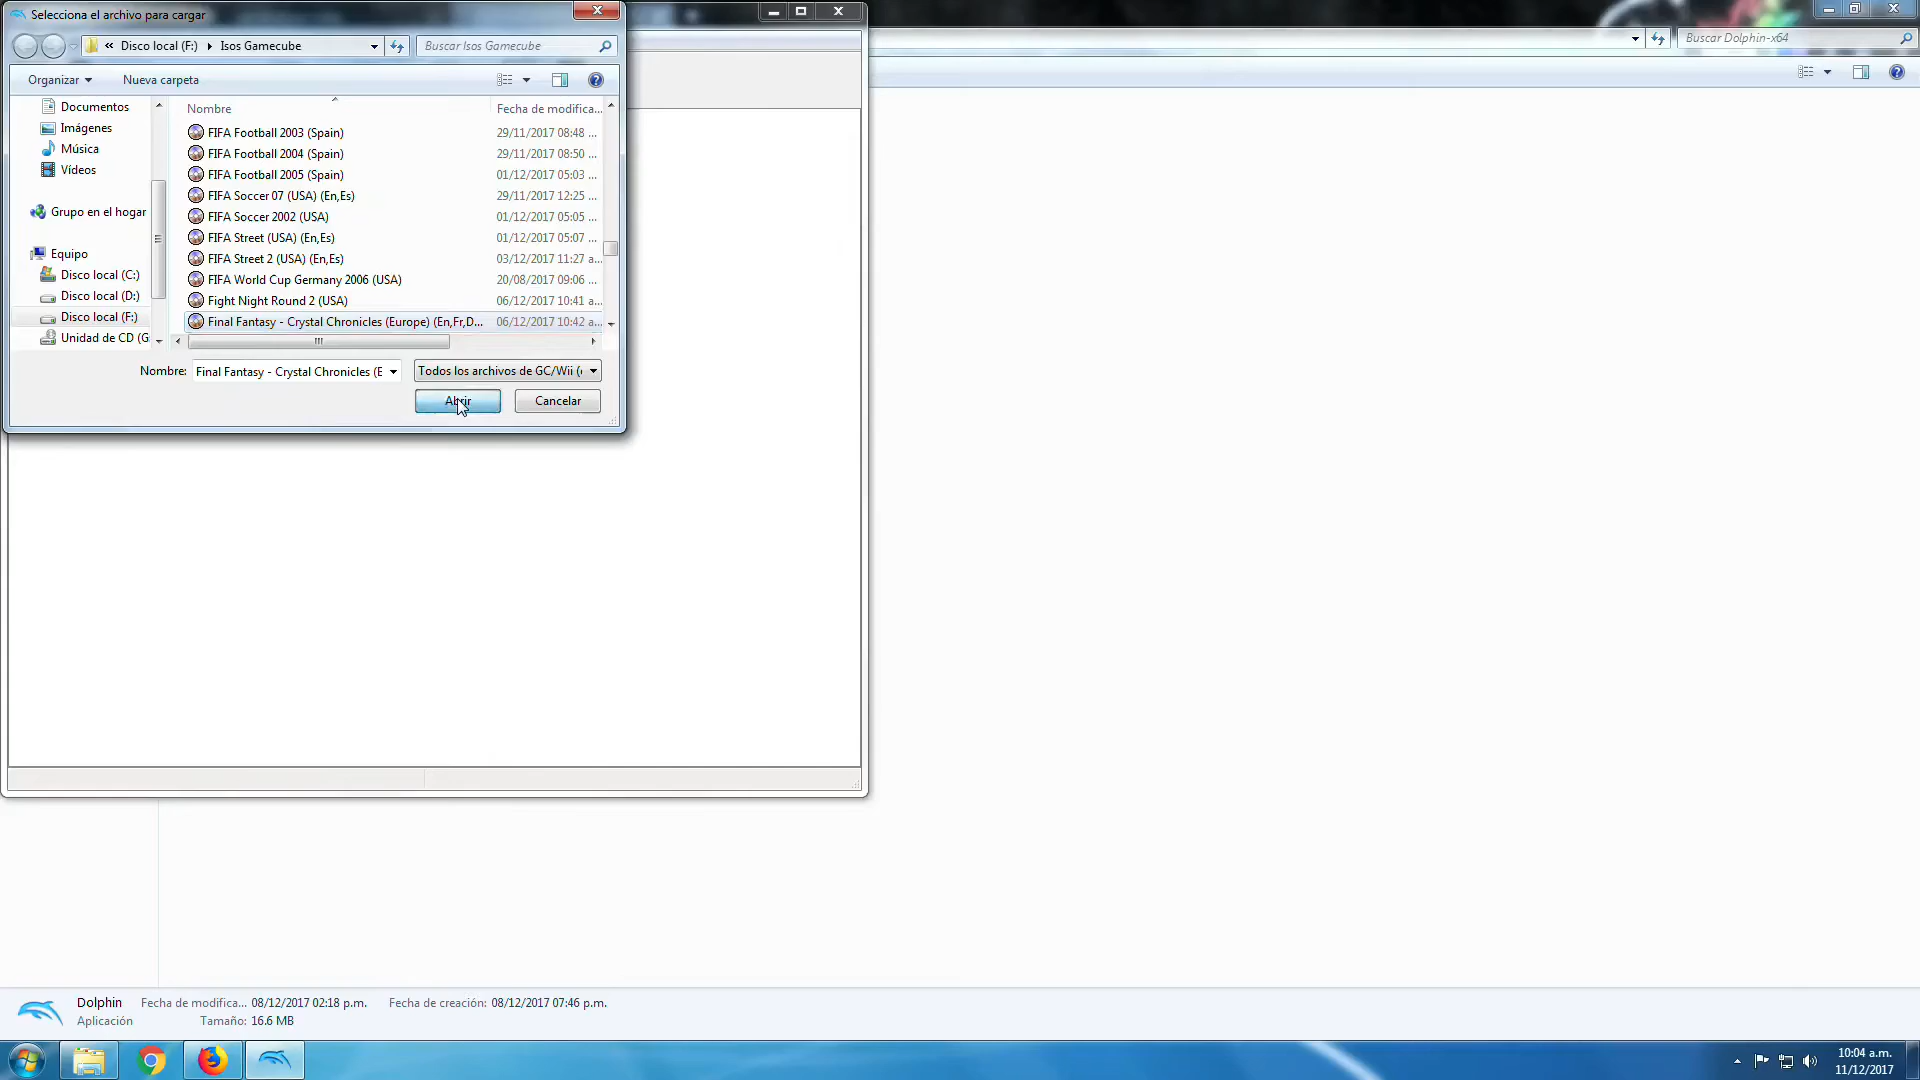 Selecciona el archivo para cargar
« Disco local (F:) ▸ Isos Gamecube
Buscar Isos Gamecube
Buscar Dolphin-x64
Organizar
Nueva carpeta
Documentos
Imágenes
Música
Vídeos
Grupo en el hogar
Equipo
Disco local (C:)
Disco local (D:)
Disco local (F:)
Unidad de CD (G
Nombre
Fecha de modifica...
FIFA Football 2003 (Spain) 29/11/2017 08:48 ...
FIFA Football 2004 (Spain) 29/11/2017 08:50 ...
FIFA Football 2005 (Spain) 01/12/2017 05:03 ...
FIFA Soccer 07 (USA) (En,Es) 29/11/2017 12:25 ...
FIFA Soccer 2002 (USA) 01/12/2017 05:05 ...
FIFA Street (USA) (En,Es) 01/12/2017 05:07 ...
FIFA Street 2 (USA) (En,Es) 03/12/2017 11:27 a...
FIFA World Cup Germany 2006 (USA) 20/08/2017 09:06 ...
Fight Night Round 2 (USA) 06/12/2017 10:41 a...
Final Fantasy - Crystal Chronicles (Europe) (En,Fr,D... 06/12/2017 10:42 a...
Nombre: Final Fantasy - Crystal Chronicles (E
Todos los archivos de GC/Wii (
Abrir
Cancelar
Dolphin Fecha de modifica... 08/12/2017 02:18 p.m. Fecha de creación: 08/12/2017 07:46 p.m.
Aplicación Tamaño: 16.6 MB
10:04 a.m.
11/12/2017